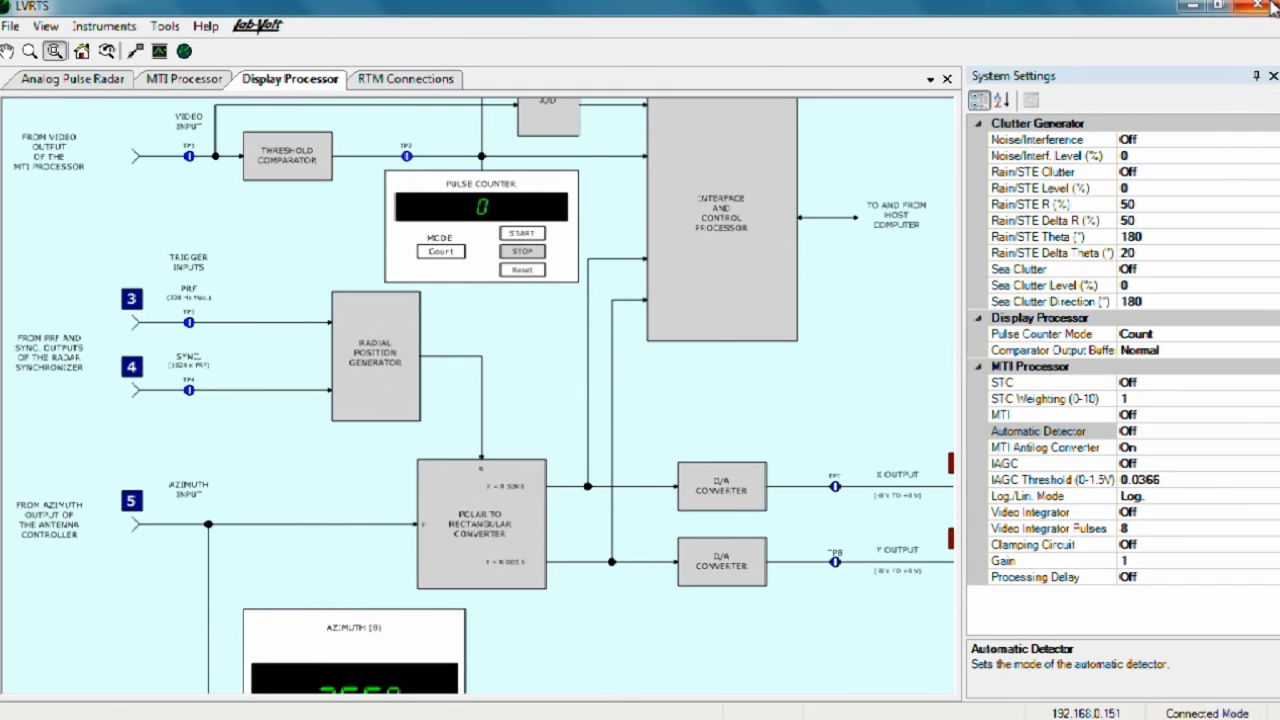 LVRTS
File View Instruments Tools Help Lab-Volt
Analog Pulse Radar MTI Processor Display Processor RTM Connections
System Settings
FROM VIDEO
OUTPUT
OF THE
MTI PROCESSOR
VIDEO
INPUT
TP1
THRESHOLD
COMPARATOR
TP2
A/D
PULSE COUNTER
0
MODE
Count
START
STOP
Reset
INTERFACE
AND
CONTROL
PROCESSOR
TO AND FROM
HOST
COMPUTER
TRIGGER
INPUTS
3
PRF
TP3
FROM PRF AND
SYNC. OUTPUTS
OF THE RADAR
SYNCHRONIZER
4
SYNC.
(1024 x PRF)
TP4
RADIAL
POSITION
GENERATOR
5
AZIMUTH
INPUT
FROM AZIMUTH
OUTPUT OF
THE ANTENNA
CONTROLLER
R
X = R SIN θ
POLAR TO
RECTANGULAR
CONVERTER
Y = R COS θ
D/A
CONVERTER
TP7
X OUTPUT
D/A
CONVERTER
TP8
Y OUTPUT
AZIMUTH (θ)
Clutter Generator
Noise/Interference Off
Noise/Interf. Level (%) 0
Rain/STE Clutter Off
Rain/STE Level (%) 0
Rain/STE R (%) 50
Rain/STE Delta R (%) 50
Rain/STE Theta (°) 180
Rain/STE Delta Theta (° 20
Sea Clutter Off
Sea Clutter Level (%) 0
Sea Clutter Direction (°) 180
Display Processor
Pulse Counter Mode Count
Comparator Output Buffe Normal
MTI Processor
STC Off
STC Weighting (0-10) 1
MTI Off
Automatic Detector Off
MTI Antilog Converter On
IAGC Off
IAGC Threshold (0-1.5V) 0.0366
Log./Lin. Mode Log.
Video Integrator Off
Video Integrator Pulses 8
Clamping Circuit Off
Gain 1
Processing Delay Off
Automatic Detector
Sets the mode of the automatic detector.
192.168.0.151 Connected Mode